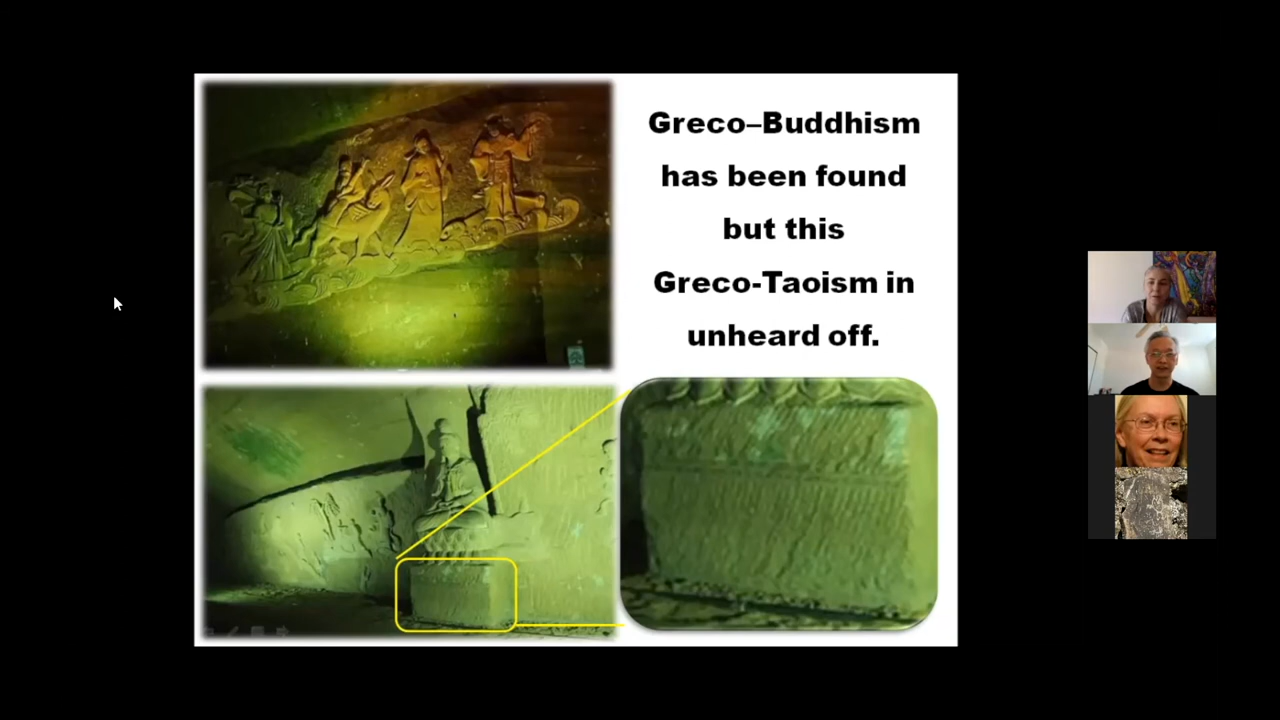 Greco–Buddhism
has been found
but this
Greco-Taoism in
unheard off.